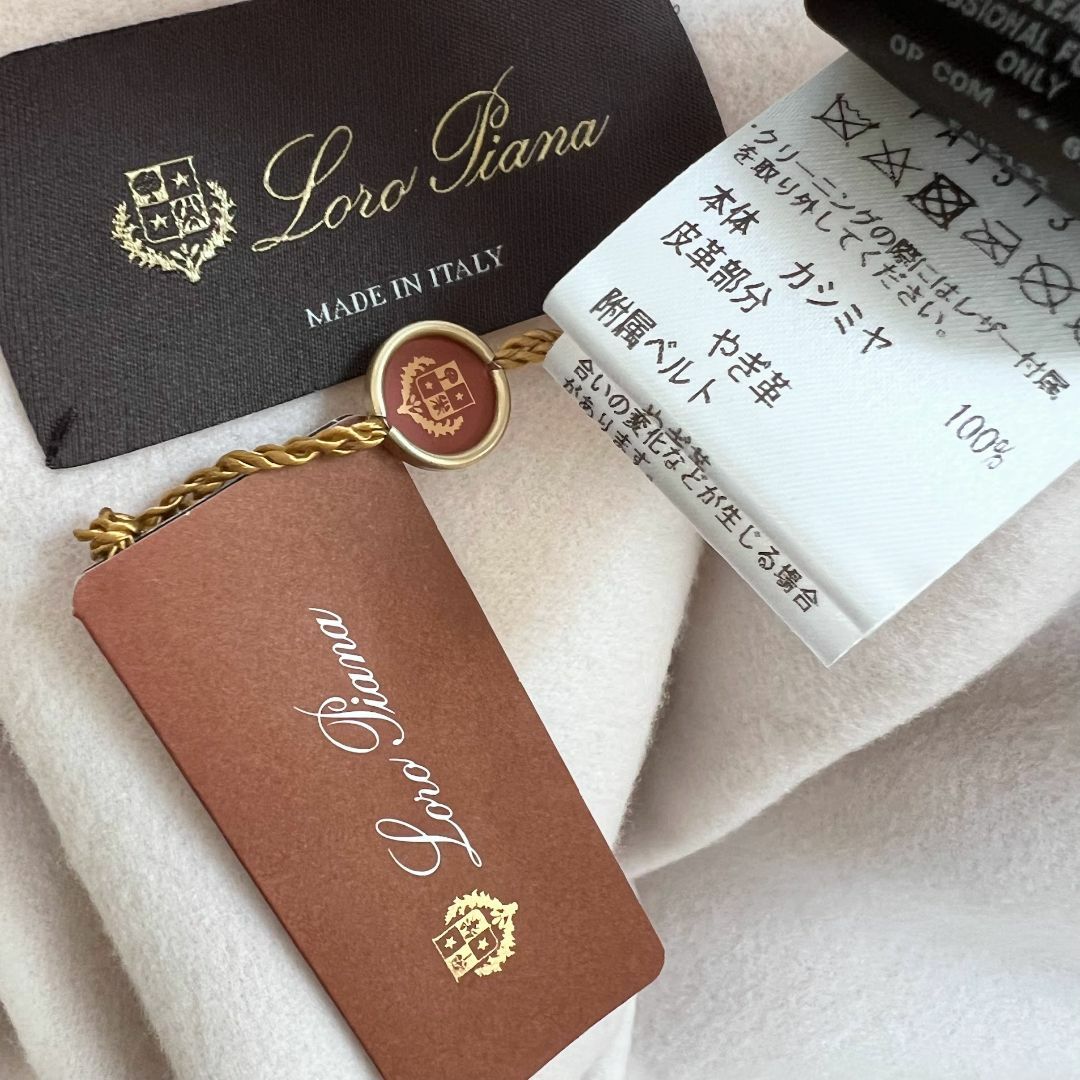 Loro Piana
MADE IN ITALY
ONLY
OP COM **
・クリーニングの際にはレザー付属
を取り外してください。
本体 カシミヤ 100%
皮革部分 やぎ革
附属ベルト
合いの変化などが生じる場合
があります。
Loro Piana